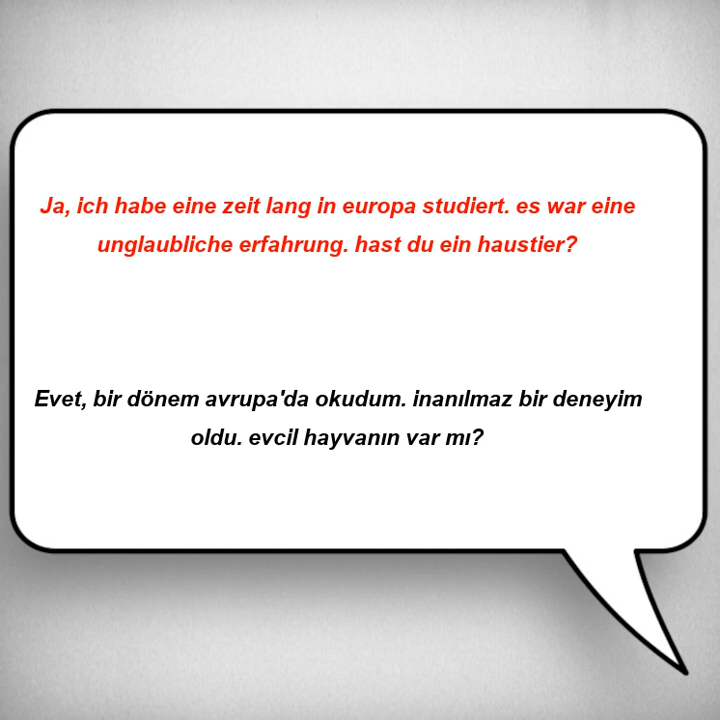 Ja, ich habe eine zeit lang in europa studiert. es war eine
unglaubliche erfahrung. hast du ein haustier?
Evet, bir dönem avrupa'da okudum. inanılmaz bir deneyim
oldu. evcil hayvanın var mı?